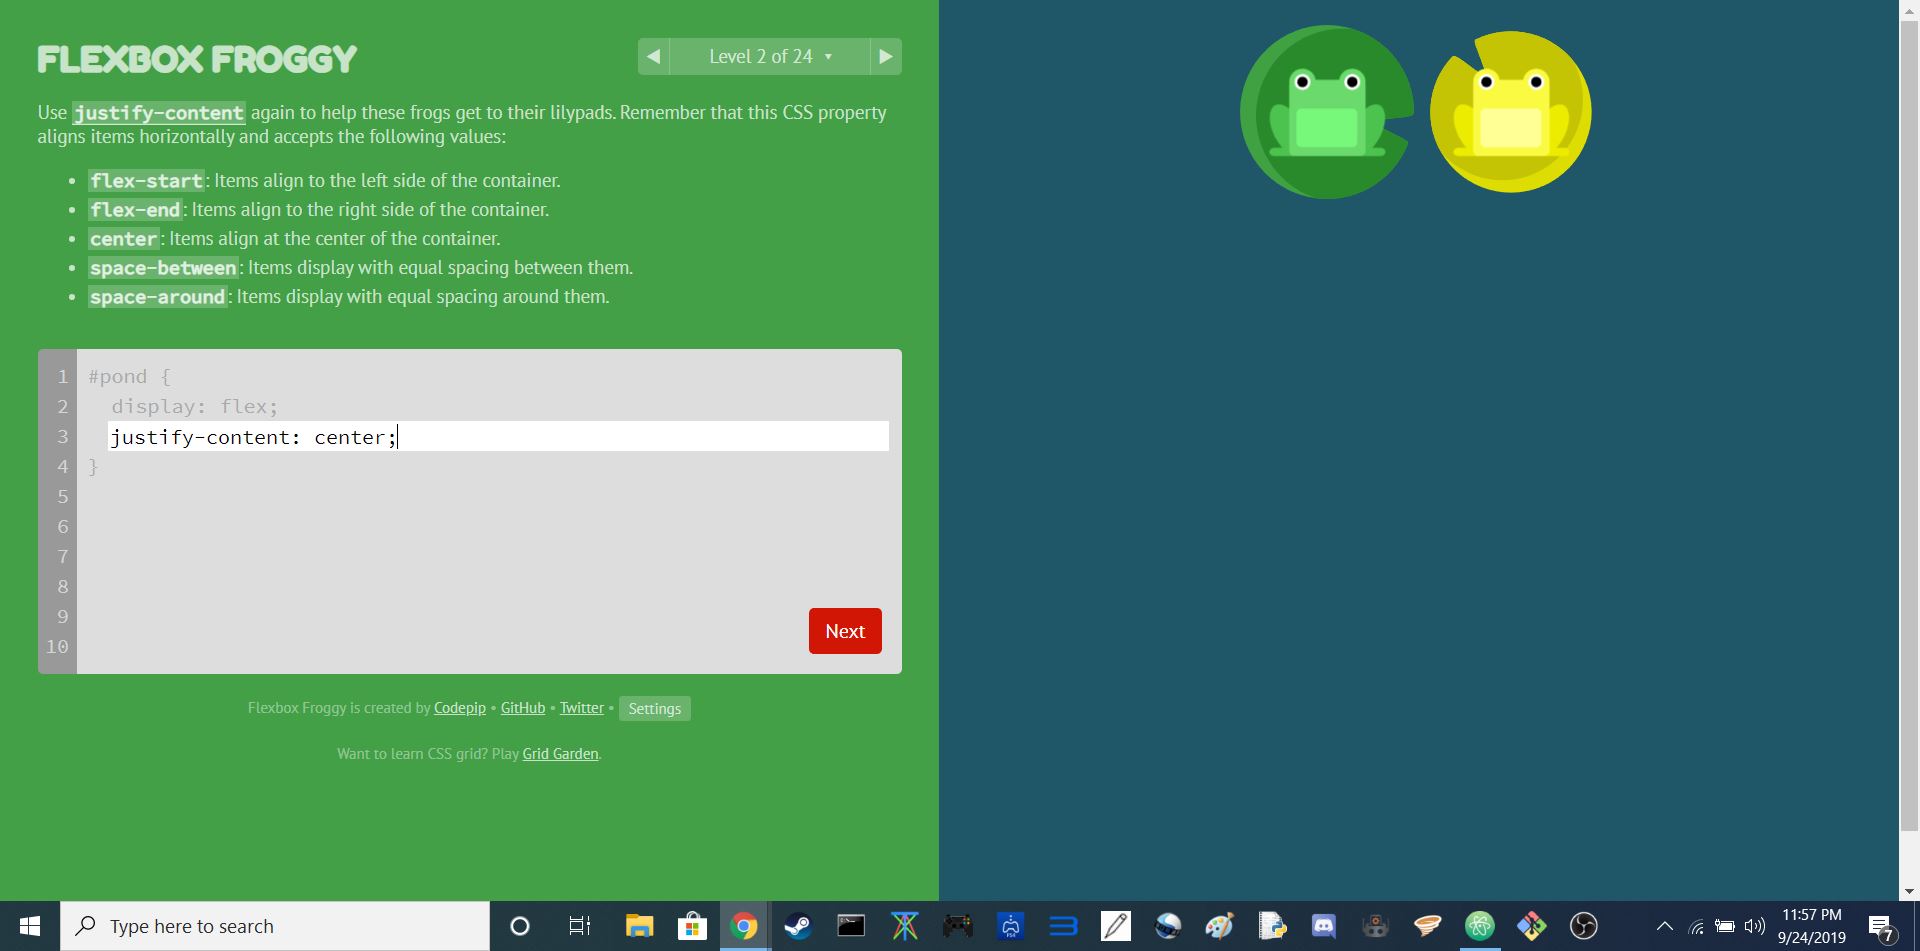 FLEXBOX FROGGY
◀ Level 2 of 24 ▾ ▶
Use justify-content again to help these frogs get to their lilypads. Remember that this CSS property
aligns items horizontally and accepts the following values:
• flex-start: Items align to the left side of the container.
• flex-end: Items align to the right side of the container.
• center: Items align at the center of the container.
• space-between: Items display with equal spacing between them.
• space-around: Items display with equal spacing around them.
1 #pond {
2 display: flex;
3 justify-content: center;
4 }
5
6
7
8
9
10
Next
Flexbox Froggy is created by Codepip • GitHub • Twitter • Settings
Want to learn CSS grid? Play Grid Garden.
Type here to search
11:57 PM
9/24/2019
7